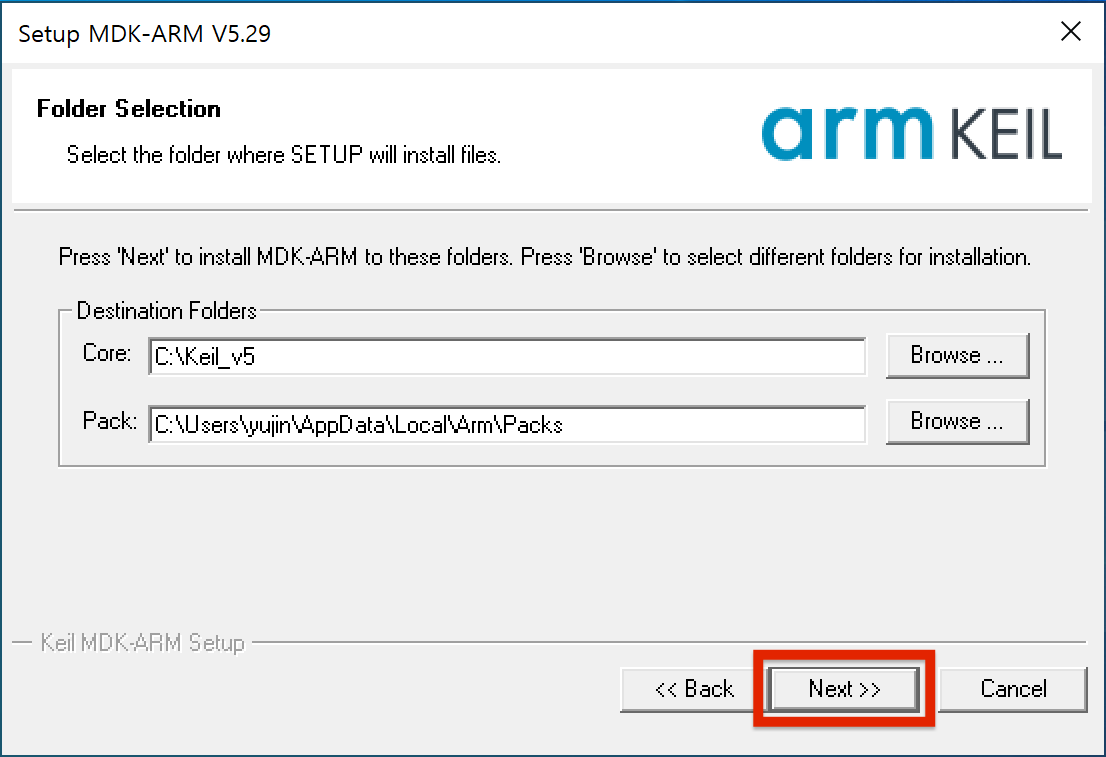 Setup MDK-ARM V5.29
Folder Selection
Select the folder where SETUP will install files.
arm KEIL
Press 'Next' to install MDK-ARM to these folders. Press 'Browse' to select different folders for installation.
Destination Folders
Core: C:\Keil_v5 Browse ...
Pack: C:\Users\yujin\AppData\Local\Arm\Packs Browse ...
Keil MDK-ARM Setup
<< Back Next >> Cancel